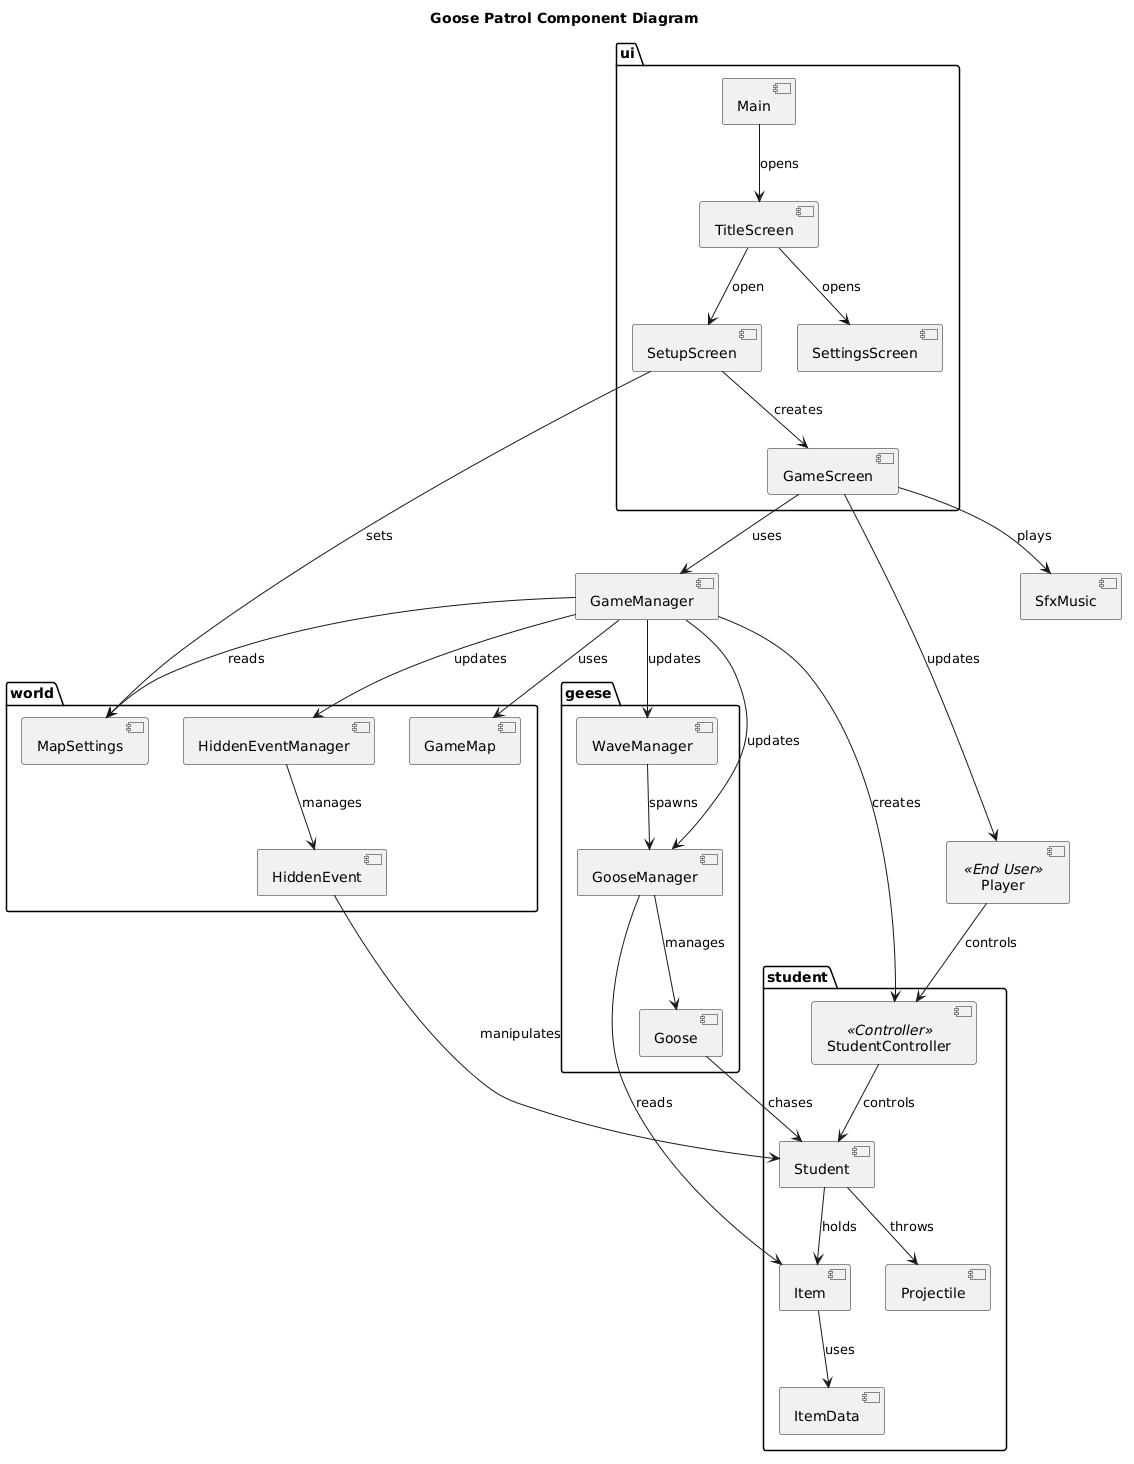 Goose Patrol Component Diagram
ui
Main
opens
TitleScreen
open
opens
SetupScreen
SettingsScreen
creates
GameScreen
sets
uses
plays
GameManager
SfxMusic
reads
updates
uses
updates
updates
world
geese
MapSettings
HiddenEventManager
GameMap
WaveManager
updates
manages
spawns
creates
HiddenEvent
GooseManager
«End User»
Player
manages
controls
student
manipulates
Goose
«Controller»
StudentController
reads
chases
controls
Student
holds
throws
Item
Projectile
uses
ItemData